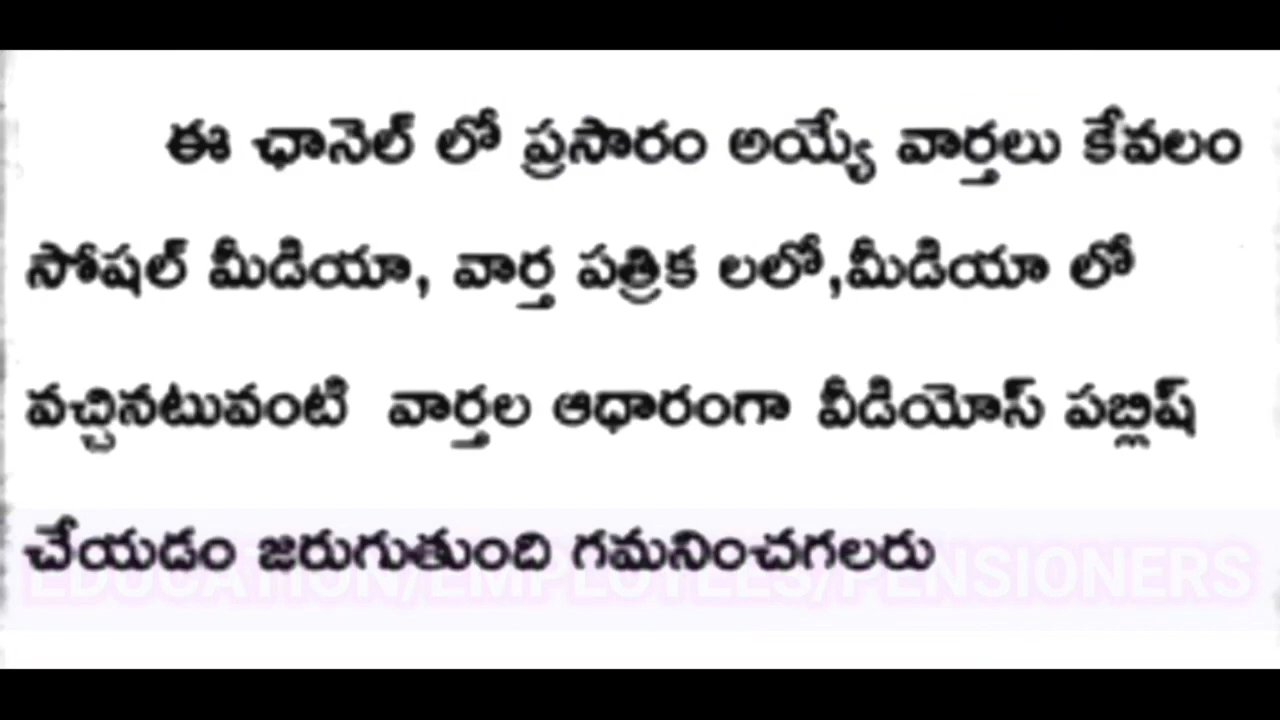 ఈ ఛానెల్ లో ప్రసారం అయ్యే వార్తలు కేవలం
సోషల్ మీడియా, వార్త పత్రిక లలో,మీడియా లో
వచ్చినటువంటి వార్తల ఆధారంగా వీడియోస్ పబ్లిష్
చేయడం జరుగుతుంది గమనించగలరు
EDUCATION/EMPLOYEES/PENSIONERS